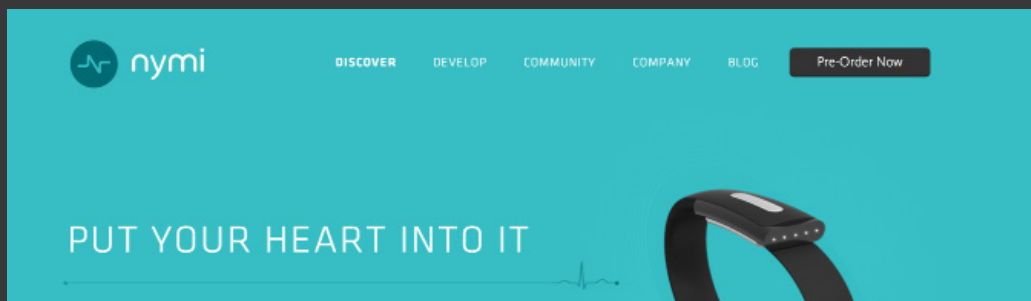 nymi
DISCOVER DEVELOP COMMUNITY COMPANY BLOG Pre-Order Now
PUT YOUR HEART INTO IT